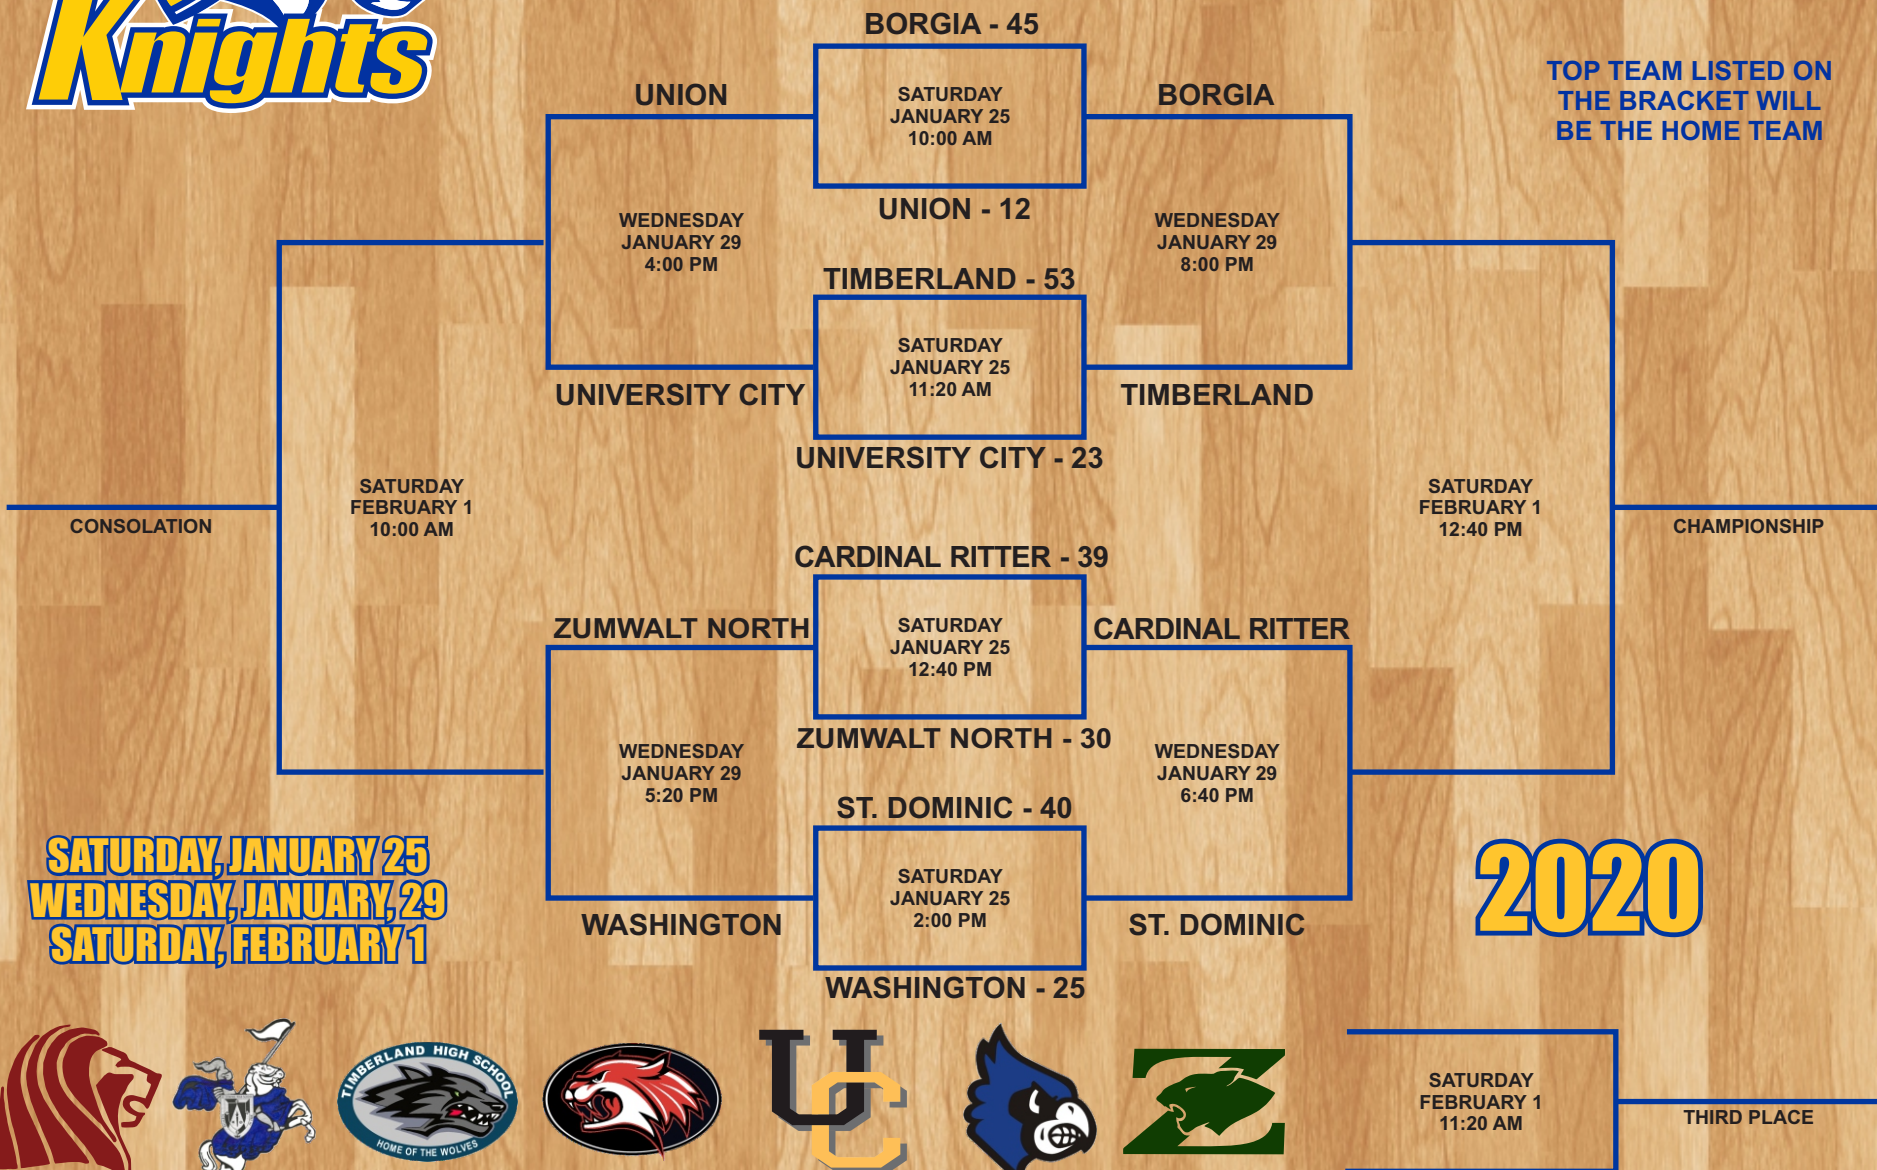 Knights
BORGIA - 45
SATURDAY
JANUARY 25
10:00 AM
UNION - 12
TOP TEAM LISTED ON
THE BRACKET WILL
BE THE HOME TEAM
UNION
BORGIA
WEDNESDAY
JANUARY 29
4:00 PM
WEDNESDAY
JANUARY 29
8:00 PM
TIMBERLAND - 53
SATURDAY
JANUARY 25
11:20 AM
UNIVERSITY CITY
TIMBERLAND
UNIVERSITY CITY - 23
SATURDAY
FEBRUARY 1
10:00 AM
CONSOLATION
SATURDAY
FEBRUARY 1
12:40 PM
CHAMPIONSHIP
CARDINAL RITTER - 39
ZUMWALT NORTH
SATURDAY
JANUARY 25
12:40 PM
CARDINAL RITTER
ZUMWALT NORTH - 30
WEDNESDAY
JANUARY 29
5:20 PM
WEDNESDAY
JANUARY 29
6:40 PM
ST. DOMINIC - 40
SATURDAY
JANUARY 25
2:00 PM
WASHINGTON
ST. DOMINIC
WASHINGTON - 25
SATURDAY, JANUARY 25
WEDNESDAY, JANUARY, 29
SATURDAY, FEBRUARY 1
2020
TIMBERLAND HIGH SCHOOL
HOME OF THE WOLVES
UC
Z
SATURDAY
FEBRUARY 1
11:20 AM
THIRD PLACE